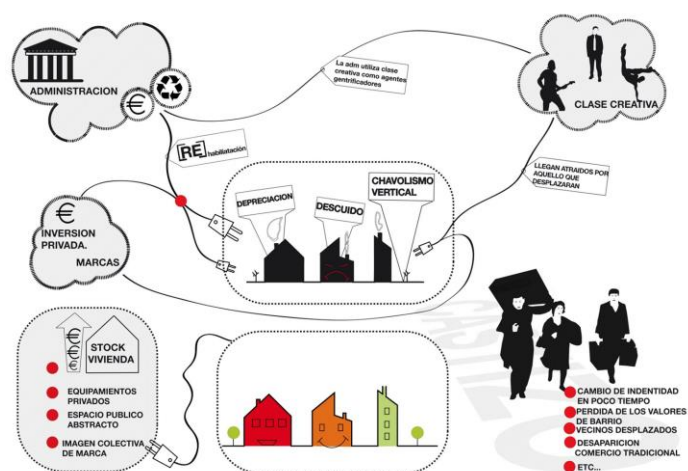 ADMINISTRACION
€
La adm utiliza clase
creativa como agentes
gentrificadores
CLASE CREATIVA
[RE]habilitatación
LLEGAN ATRAIDOS POR
AQUELLO QUE
DESPLAZARAN
DEPRECIACION
DESCUIDO
CHAVOLISMO
VERTICAL
€
INVERSION
PRIVADA.
MARCAS
€€€
STOCK
VIVIENDA
EQUIPAMIENTOS
PRIVADOS
ESPACIO PUBLICO
ABSTRACTO
IMAGEN COLECTIVA
DE MARCA
CASTIZO
CAMBIO DE INDENTIDAD
EN POCO TIEMPO
PERDIDA DE LOS VALORES
DE BARRIO
VECINOS DESPLAZADOS
DESAPARICION
COMERCIO TRADICIONAL
ETC...